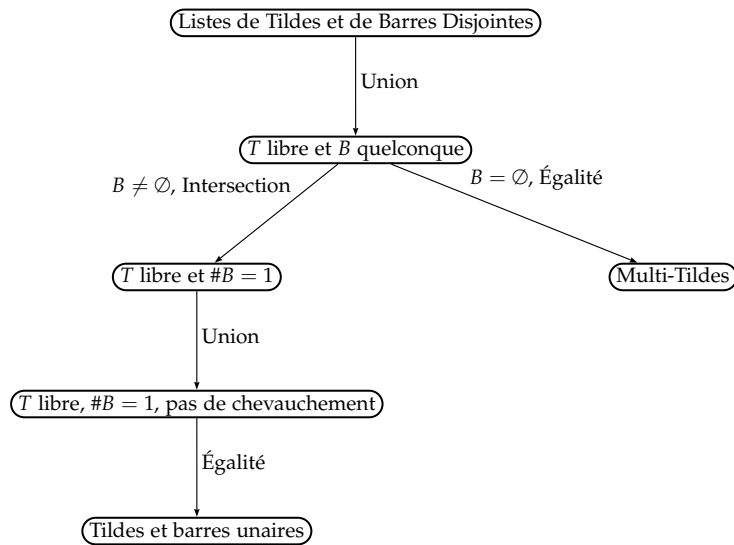 Listes de Tildes et de Barres Disjointes
Union
T libre et B quelconque
B ≠ ∅, Intersection
B = ∅, Égalité
T libre et #B = 1
Multi-Tildes
Union
T libre, #B = 1, pas de chevauchement
Égalité
Tildes et barres unaires